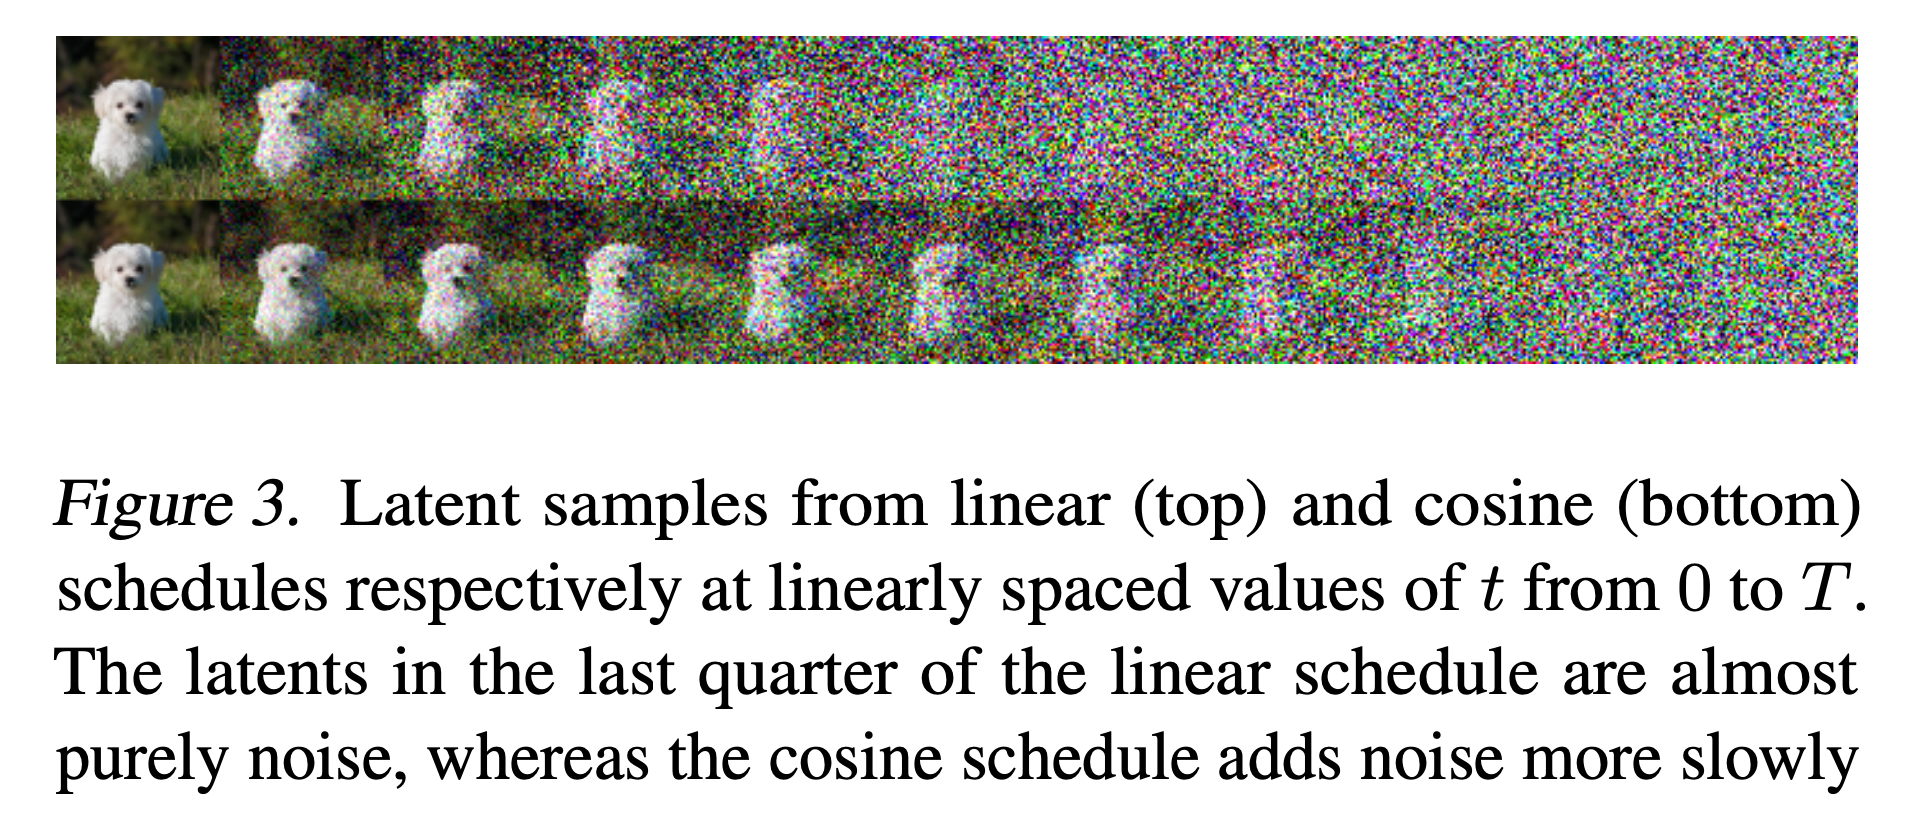 Figure 3. Latent samples from linear (top) and cosine (bottom)
schedules respectively at linearly spaced values of t from 0 to T.
The latents in the last quarter of the linear schedule are almost
purely noise, whereas the cosine schedule adds noise more slowly